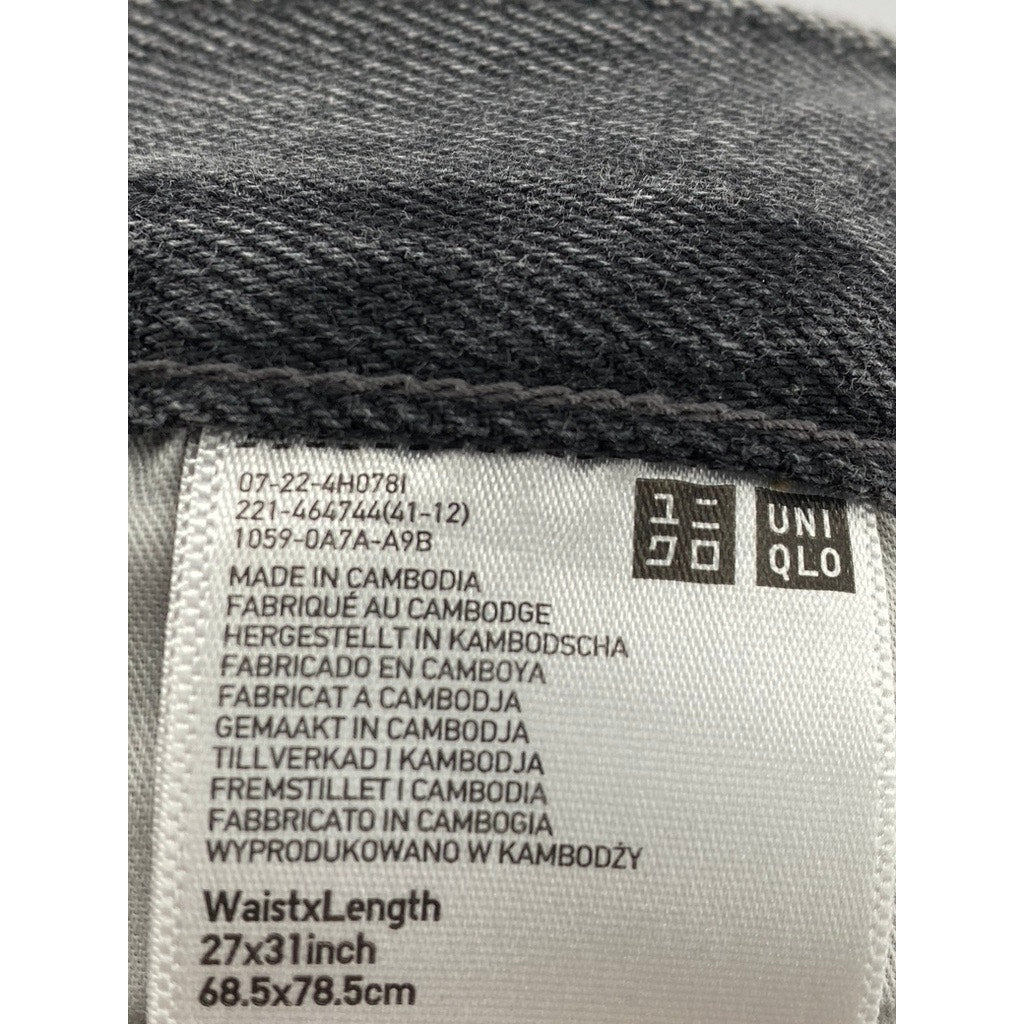 07-22-4H078I
221-464744(41-12)
1059-0A7A-A9B
ユニ
クロ
UNI
QLO
MADE IN CAMBODIA
FABRIQUÉ AU CAMBODGE
HERGESTELLT IN KAMBODSCHA
FABRICADO EN CAMBOYA
FABRICAT A CAMBODJA
GEMAAKT IN CAMBODJA
TILLVERKAD I KAMBODJA
FREMSTILLET I CAMBODIA
FABBRICATO IN CAMBOGIA
WYPRODUKOWANO W KAMBODŻY
WaistxLength
27x31inch
68.5x78.5cm